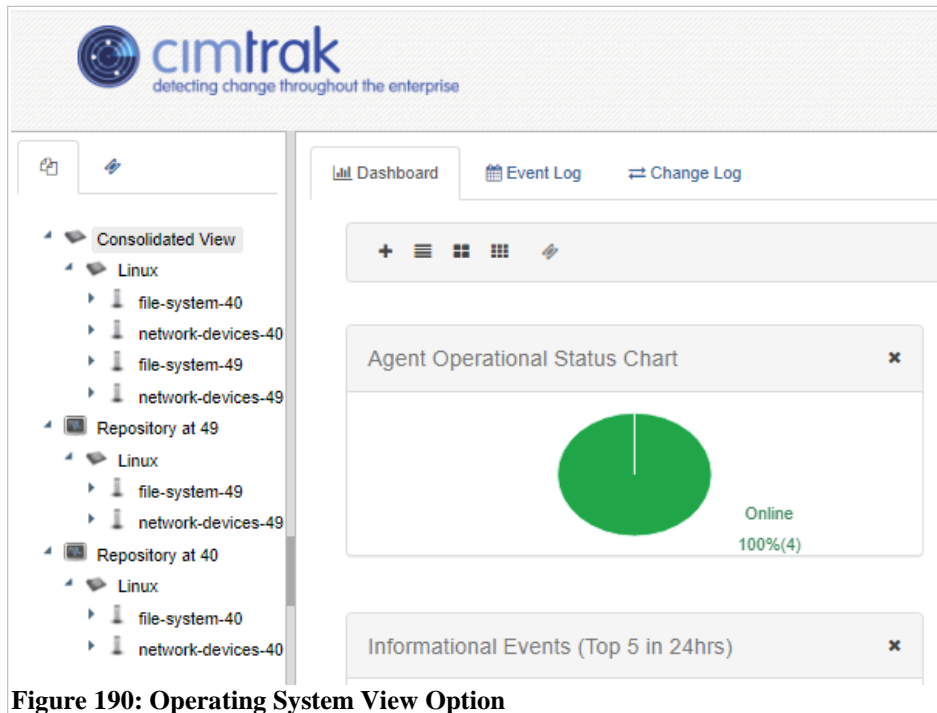 cimtrak
detecting change throughout the enterprise
Dashboard
Event Log
Change Log
Consolidated View
Linux
file-system-40
network-devices-40
file-system-49
network-devices-49
Repository at 49
Linux
file-system-49
network-devices-49
Repository at 40
Linux
file-system-40
network-devices-40
Agent Operational Status Chart
Online
100%(4)
Informational Events (Top 5 in 24hrs)
Figure 190: Operating System View Option